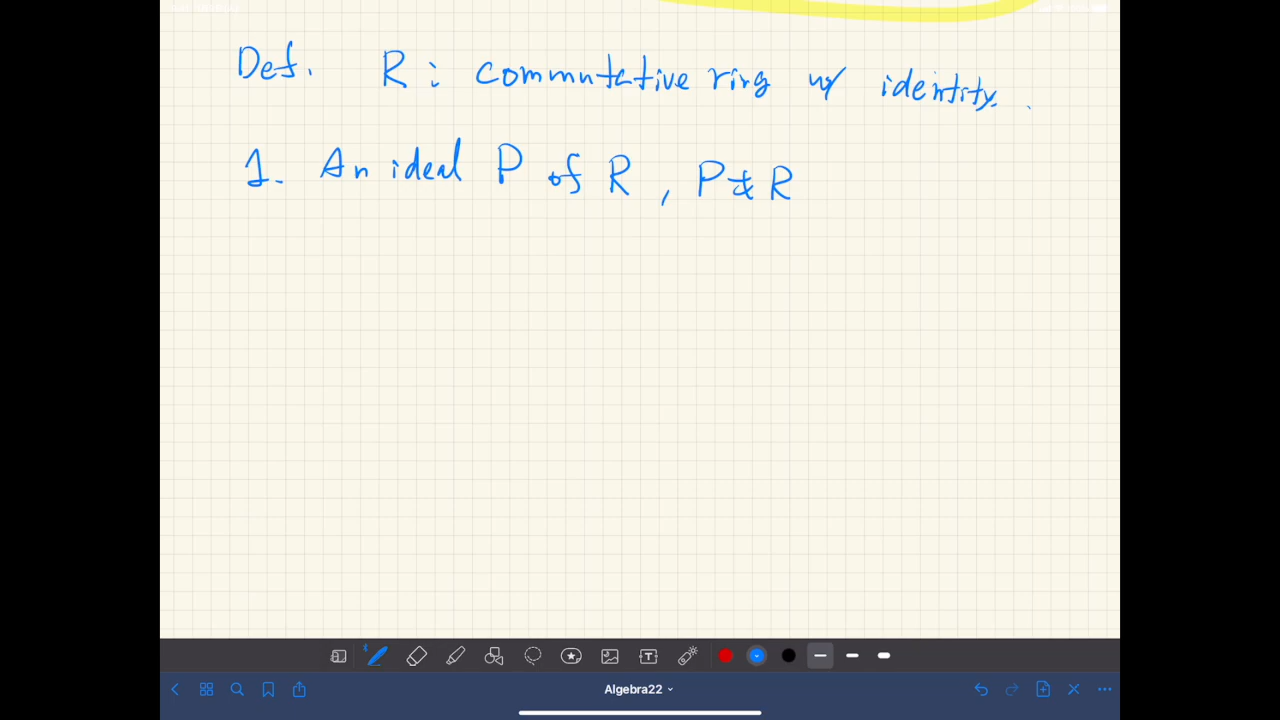 Def. R : commutative ring w/ identity.
1. An ideal P of R, P ≠ R
Algebra22